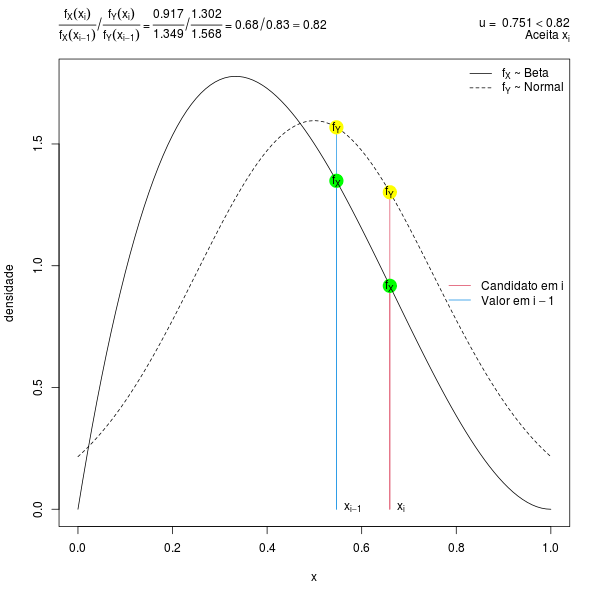 fX(xi) / fY(xi) = 0.917 / 1.302 = 0.68/0.83 = 0.82
fX(xi−1) / fY(xi−1) 1.349 / 1.568
u = 0.751 < 0.82
Aceita xi
fX ~ Beta
fY ~ Normal
fY
fX
fY
fX
Candidato em i
Valor em i − 1
xi−1
xi
densidade
0.0
0.5
1.0
1.5
0.0
0.2
0.4
0.6
0.8
1.0
x